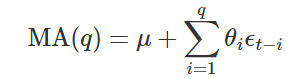 MA(q) = μ + ∑_{i=1}^{q} θ_i ϵ_{t−i}